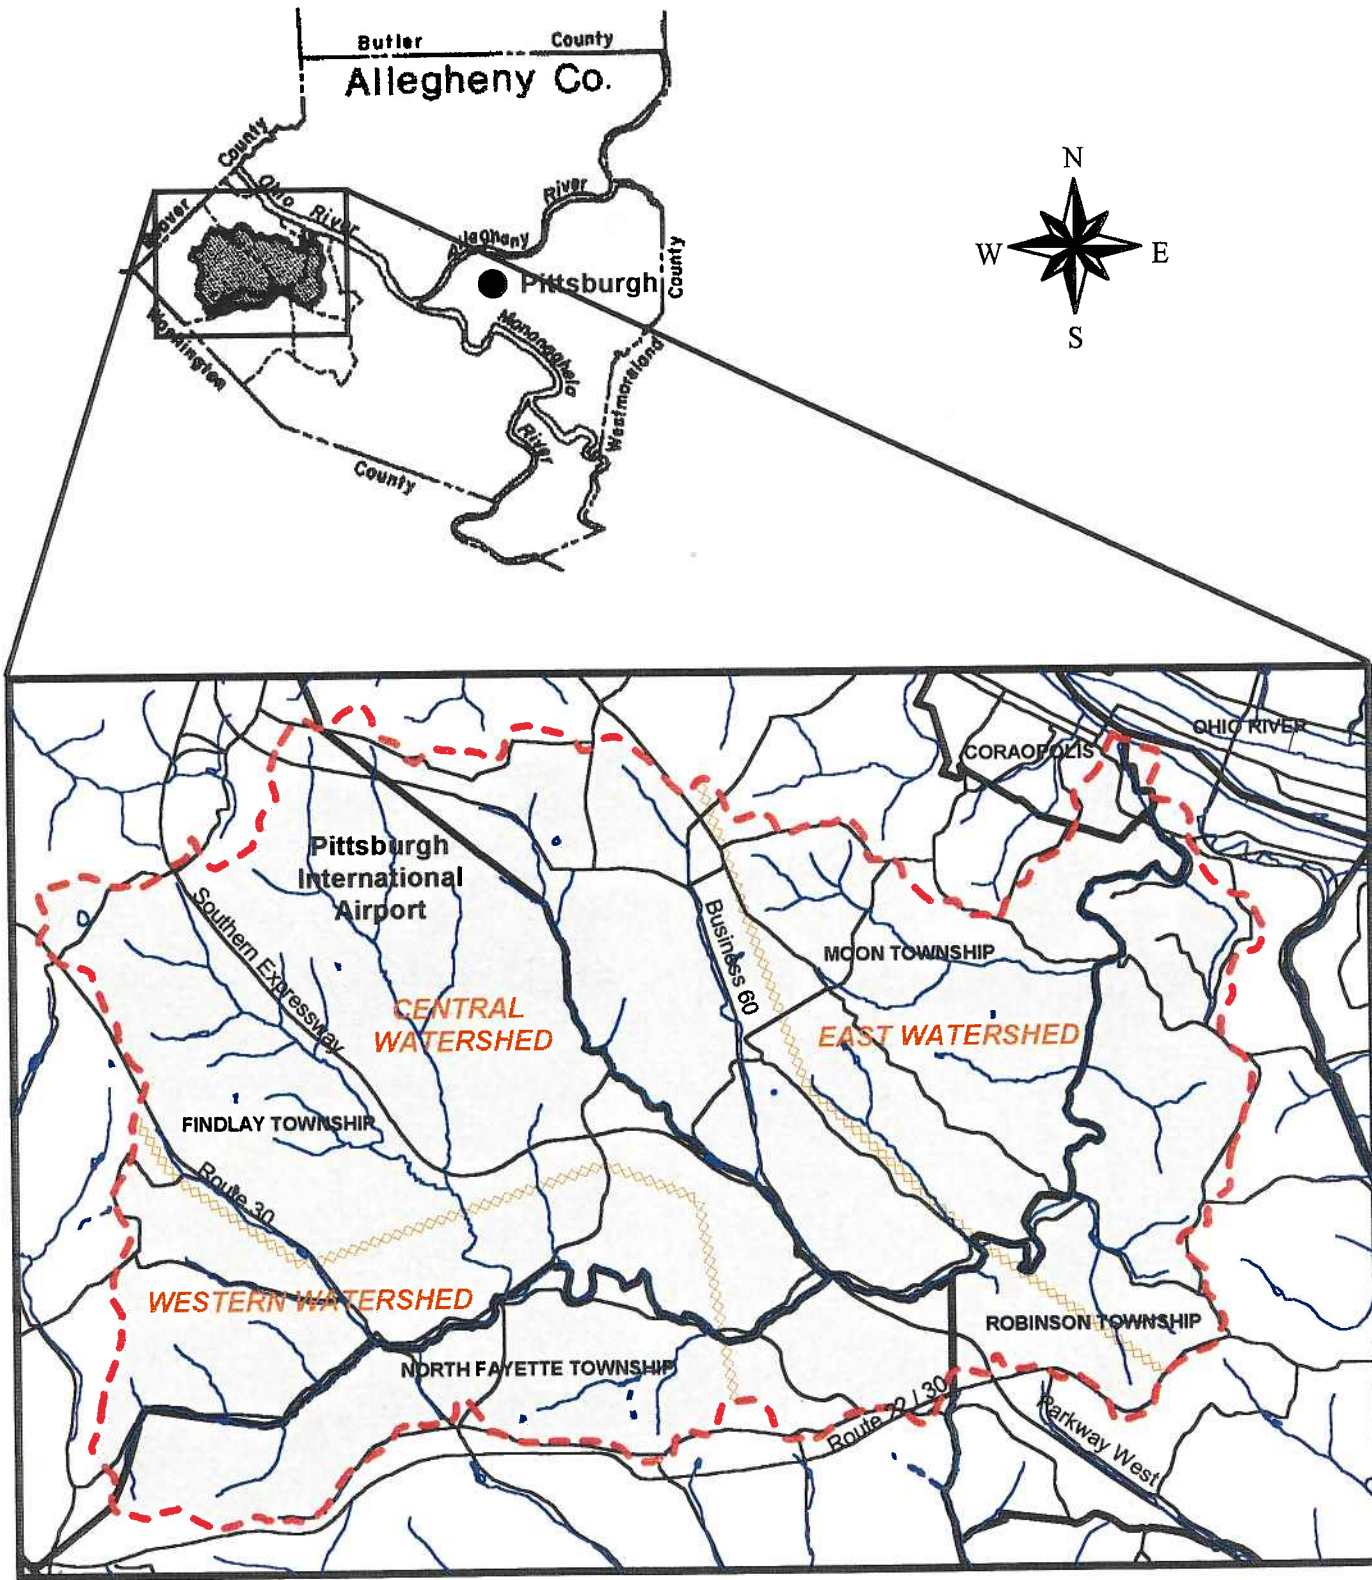 Butler County
Allegheny Co.
County
Ohio River
River
Beaver
Alleghany
Pittsburgh
County
Washington
Monongahela
Westmoreland
River
County
N
W E
S
OHIO RIVER
CORAOPOLIS
Pittsburgh
International
Airport
Southern Expressway
Business 60
MOON TOWNSHIP
CENTRAL
WATERSHED
EAST WATERSHED
FINDLAY TOWNSHIP
Route 30
WESTERN WATERSHED
ROBINSON TOWNSHIP
NORTH FAYETTE TOWNSHIP
Route 22 / 30
Parkway West